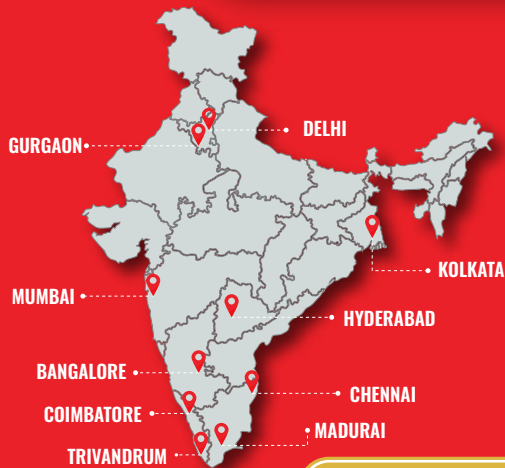 DELHI
GURGAON
KOLKATA
MUMBAI
HYDERABAD
BANGALORE
CHENNAI
COIMBATORE
MADURAI
TRIVANDRUM